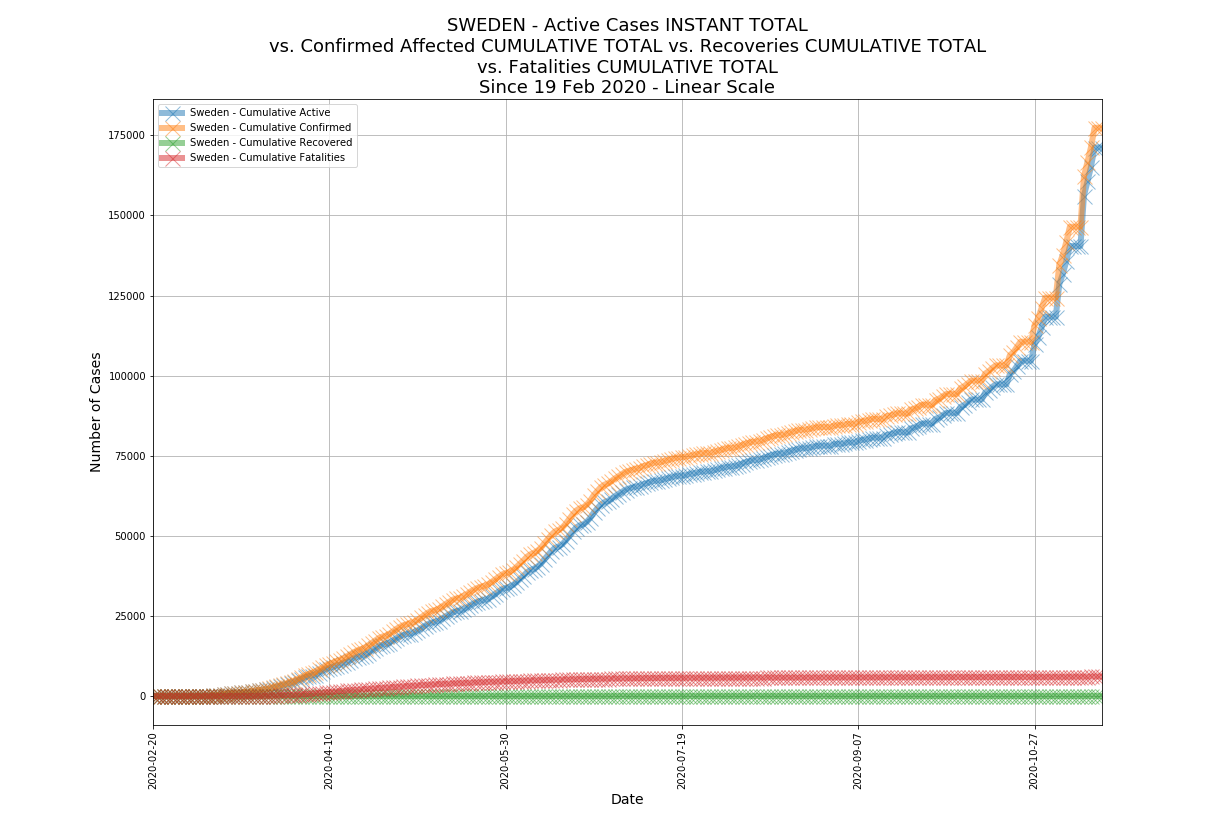 SWEDEN - Active Cases INSTANT TOTAL
vs. Confirmed Affected CUMULATIVE TOTAL vs. Recoveries CUMULATIVE TOTAL
vs. Fatalities CUMULATIVE TOTAL
Since 19 Feb 2020 - Linear Scale
Sweden - Cumulative Active
Sweden - Cumulative Confirmed
Sweden - Cumulative Recovered
Sweden - Cumulative Fatalities
Number of Cases
175000
150000
125000
100000
75000
50000
25000
0
2020-02-20
2020-04-10
2020-05-30
2020-07-19
2020-09-07
2020-10-27
Date